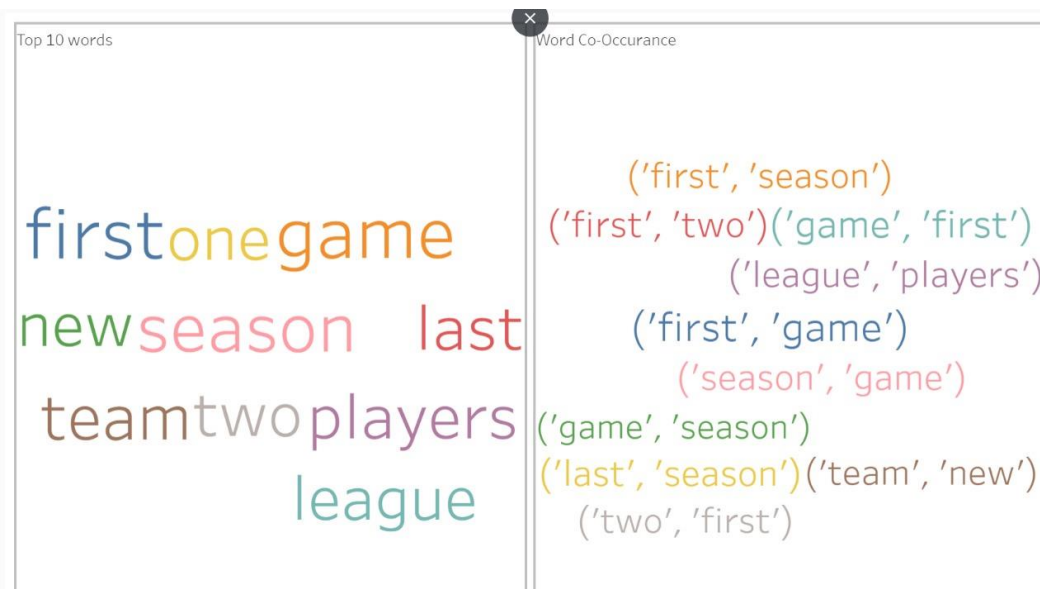 Top 10 words
first one game
new season last
team two players
league
Word Co-Occurance
('first', 'season')
('first', 'two') ('game', 'first')
('league', 'players')
('first', 'game')
('season', 'game')
('game', 'season')
('last', 'season') ('team', 'new')
('two', 'first')